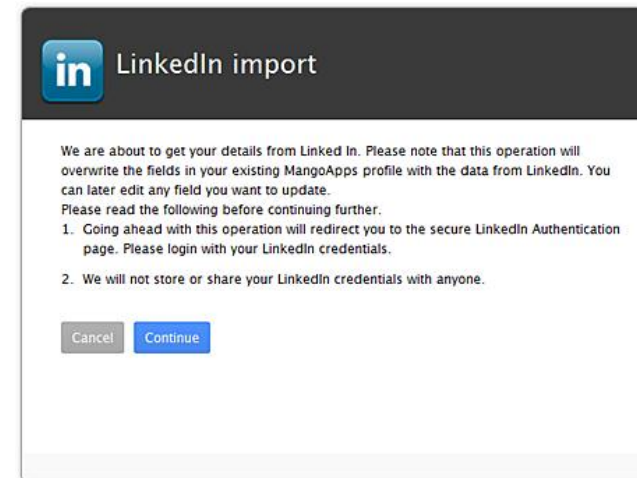 in LinkedIn import
We are about to get your details from Linked In. Please note that this operation will
overwrite the fields in your existing MangoApps profile with the data from LinkedIn. You
can later edit any field you want to update.
Please read the following before continuing further.
1. Going ahead with this operation will redirect you to the secure LinkedIn Authentication
page. Please login with your LinkedIn credentials.
2. We will not store or share your LinkedIn credentials with anyone.
Cancel Continue